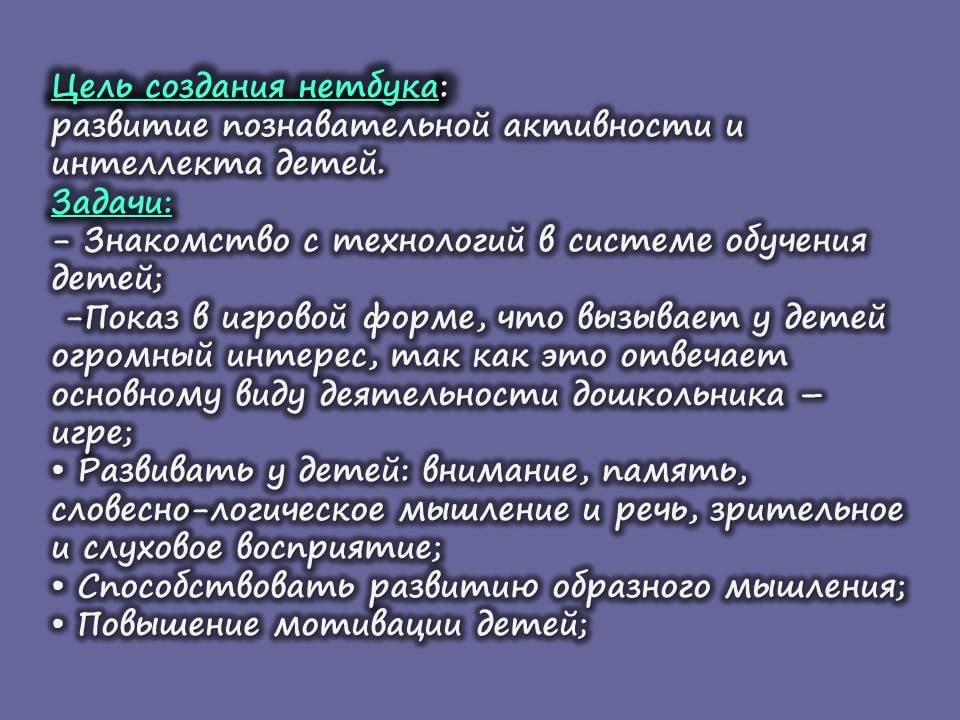 Цель создания нетбука:
развитие познавательной активности и
интеллекта детей.
Задачи:
- Знакомство с технологий в системе обучения
детей;
-Показ в игровой форме, что вызывает у детей
огромный интерес, так как это отвечает
основному виду деятельности дошкольника –
игре;
• Развивать у детей: внимание, память,
словесно-логическое мышление и речь, зрительное
и слуховое восприятие;
• Способствовать развитию образного мышления;
• Повышение мотивации детей;